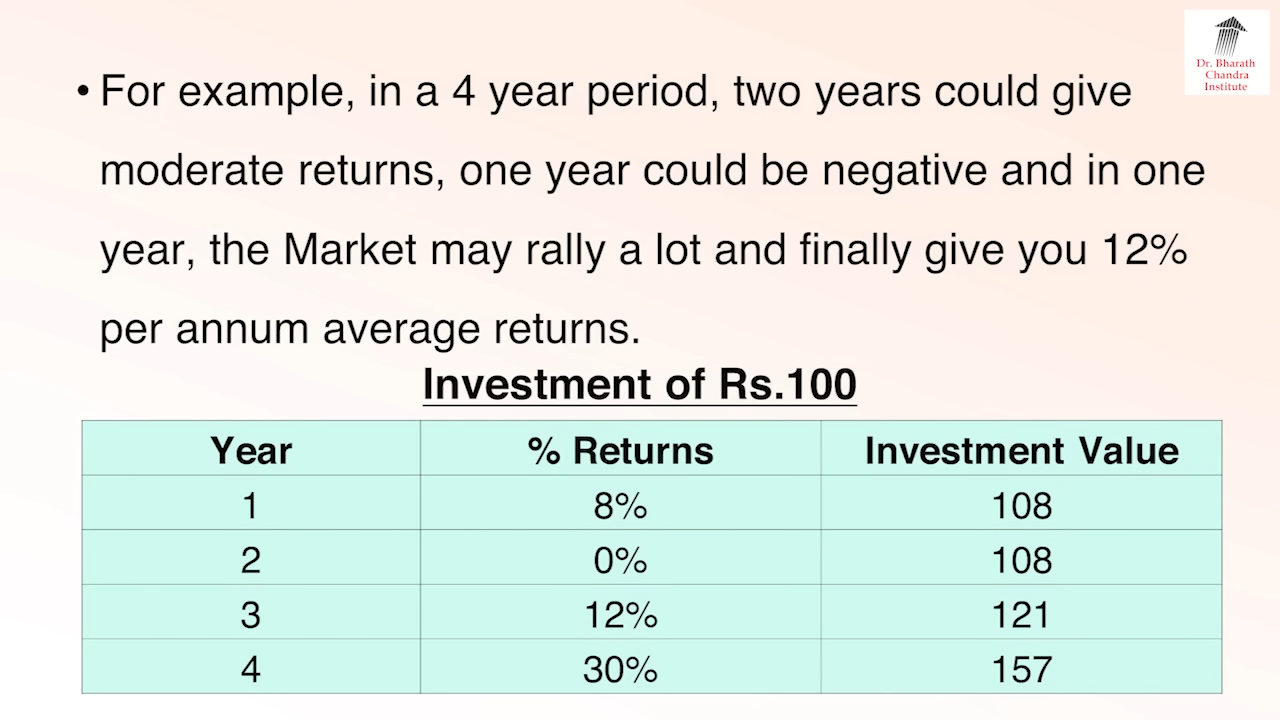 Dr. Bharath
Chandra
Institute
• For example, in a 4 year period, two years could give
moderate returns, one year could be negative and in one
year, the Market may rally a lot and finally give you 12%
per annum average returns.
Investment of Rs.100
Year % Returns Investment Value
1 8% 108
2 0% 108
3 12% 121
4 30% 157